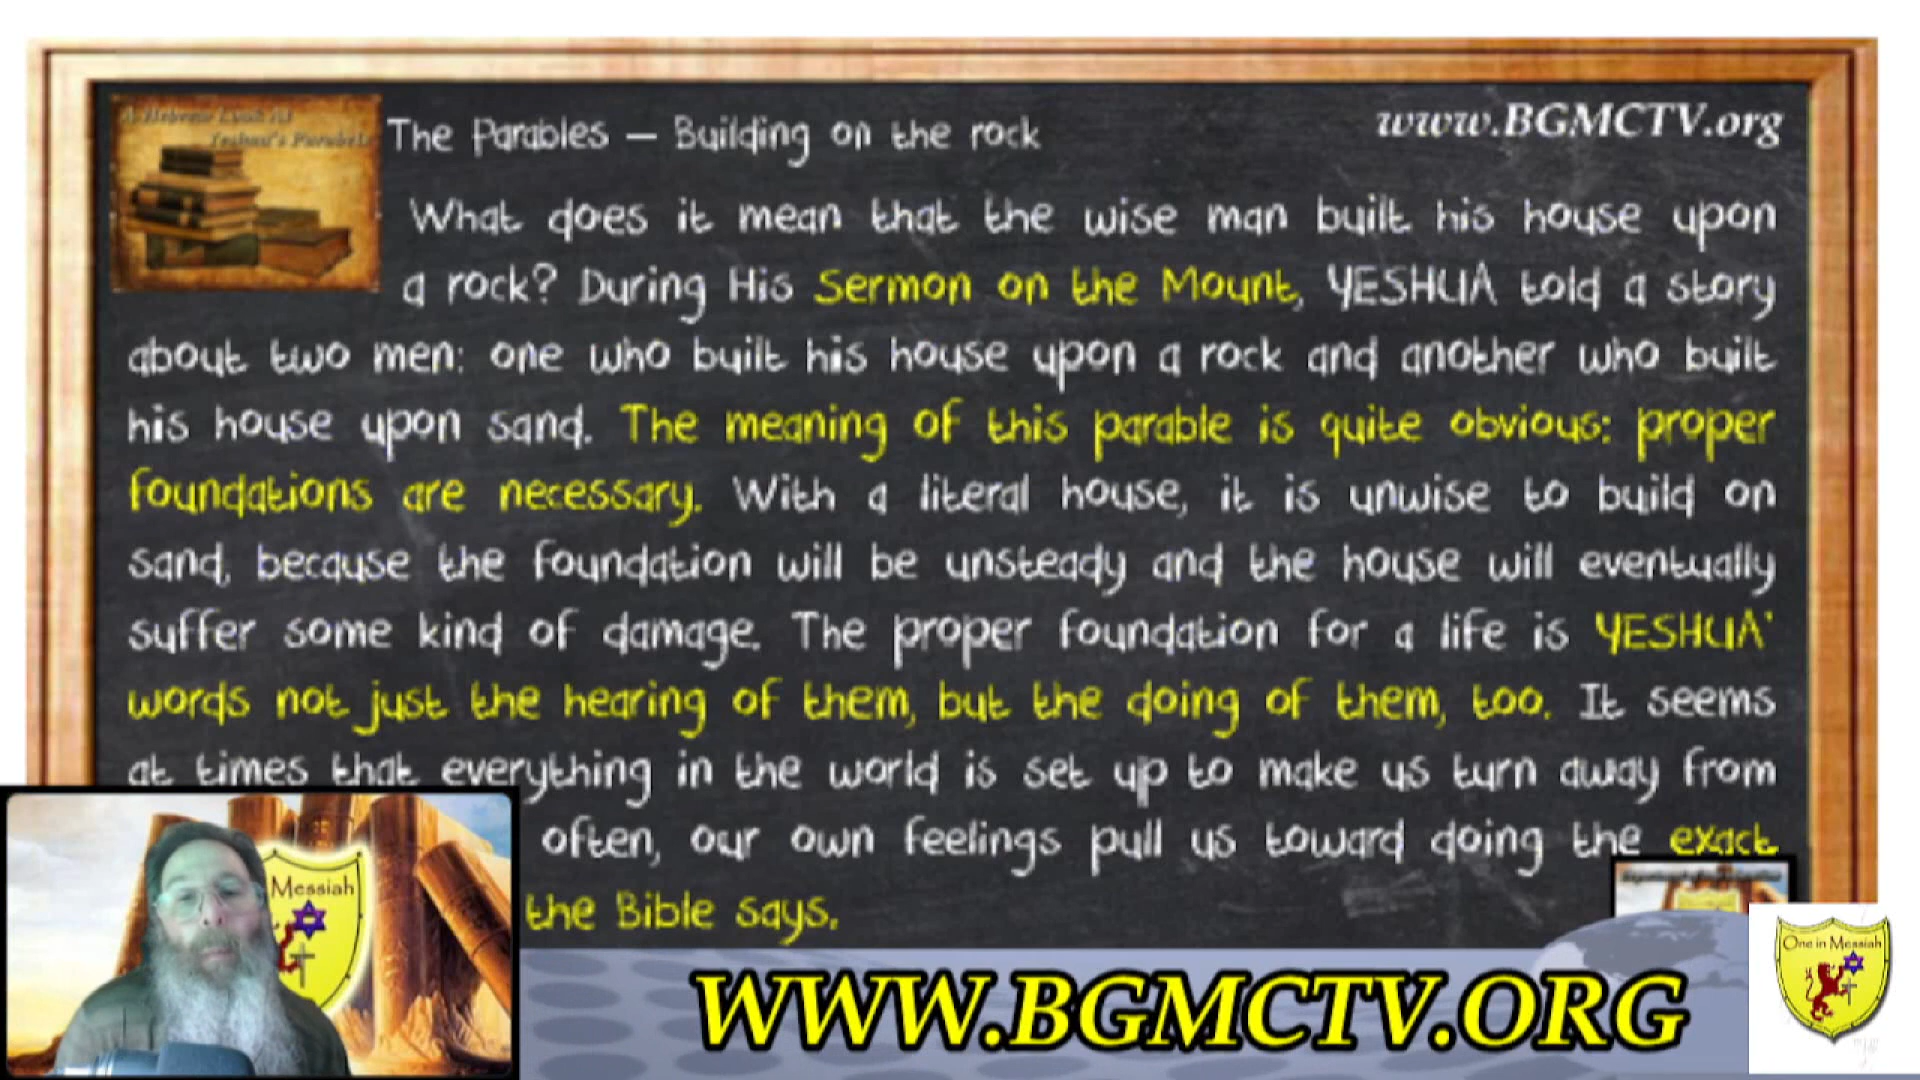 A Hebrew Look At
Yeshua's Parabels
The Parables – Building on the rock
www.BGMCTV.org
What does it mean that the wise man built his house upon
a rock? During His Sermon on the Mount, YESHUA told a story
about two men: one who built his house upon a rock and another who built
his house upon sand. The meaning of this parable is quite obvious: proper
foundations are necessary. With a literal house, it is unwise to build on
sand, because the foundation will be unsteady and the house will eventually
suffer some kind of damage. The proper foundation for a life is YESHUA'
words not just the hearing of them, but the doing of them, too. It seems
at times that everything in the world is set up to make us turn away from
often, our own feelings pull us toward doing the exact
the Bible says.
Messiah
WWW.BGMCTV.ORG
One in Messiah